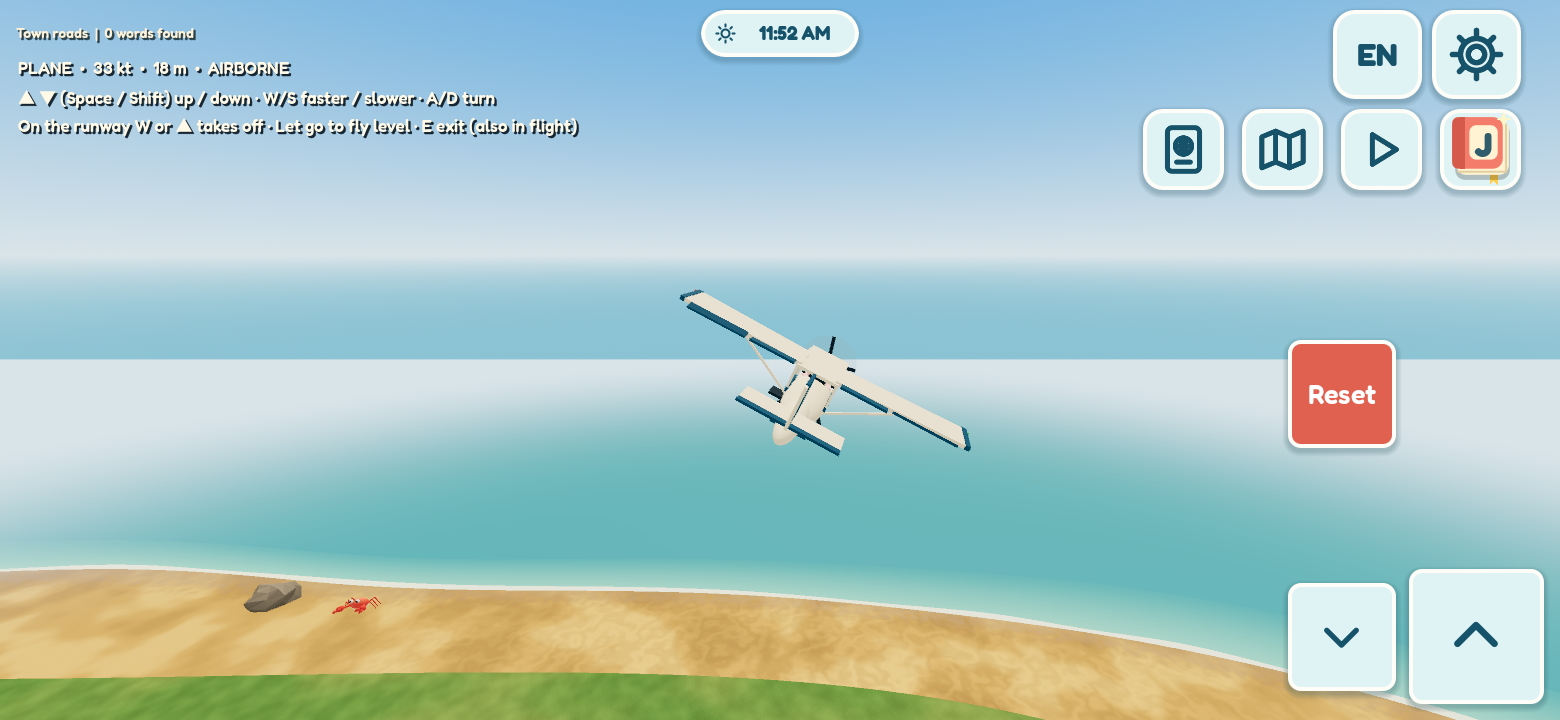 Town roads | 0 words found
11:52 AM
EN
PLANE • 33 kt • 18 m • AIRBORNE
▲ ▼ (Space / Shift) up / down · W/S faster / slower · A/D turn
On the runway W or ▲ takes off · Let go to fly level · E exit (also in flight)
J
Reset